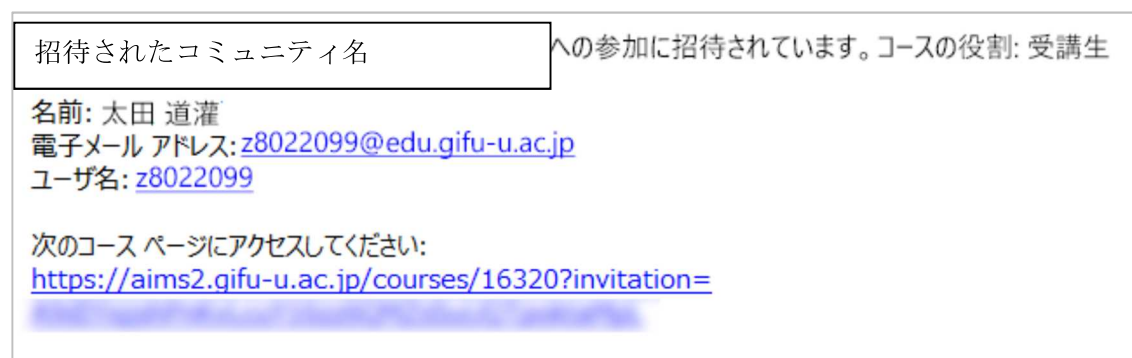 招待されたコミュニティ名 への参加に招待されています。コースの役割: 受講生
名前: 太田 道灌
電子メール アドレス: z8022099@edu.gifu-u.ac.jp
ユーザ名: z8022099
次のコース ページにアクセスしてください:
https://aims2.gifu-u.ac.jp/courses/16320?invitation=